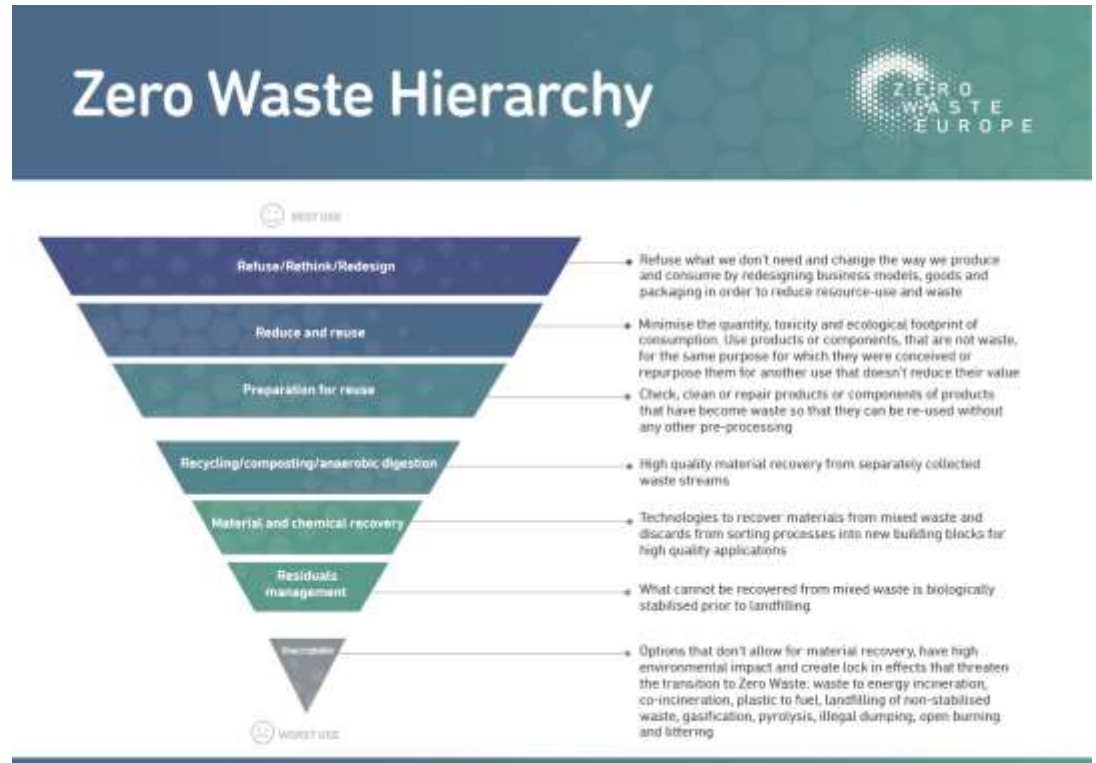 Zero Waste Hierarchy
ZERO
WASTE
EUROPE
BEST USE
Refuse/Rethink/Redesign
Refuse what we don't need and change the way we produce
and consume by redesigning business models, goods and
packaging in order to reduce resource-use and waste
Reduce and reuse
Minimise the quantity, toxicity and ecological footprint of
consumption. Use products or components, that are not waste,
for the same purpose for which they were conceived or
repurpose them for another use that doesn't reduce their value
Preparation for reuse
Check, clean or repair products or components of products
that have become waste so that they can be re-used without
any other pre-processing
Recycling/composting/anaerobic digestion
High quality material recovery from separately collected
waste streams
Material and chemical recovery
Technologies to recover materials from mixed waste and
discards from sorting processes into new building blocks for
high quality applications
Residuals
management
What cannot be recovered from mixed waste is biologically
stabilised prior to landfilling
Unacceptable
Options that don't allow for material recovery, have high
environmental impact and create lock in effects that threaten
the transition to Zero Waste: waste to energy incineration,
co-incineration, plastic to fuel, landfilling of non-stabilised
waste, gasification, pyrolysis, illegal dumping, open burning
and littering
WORST USE